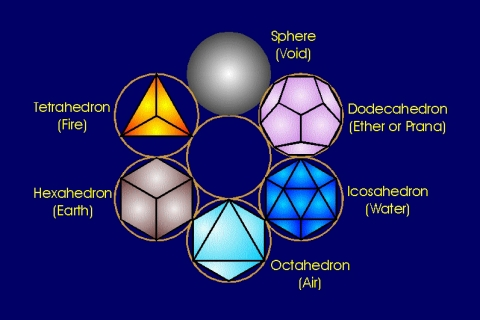 Sphere
(Void)
Tetrahedron
(Fire)
Dodecahedron
(Ether or Prana)
Hexahedron
(Earth)
Icosahedron
(Water)
Octahedron
(Air)